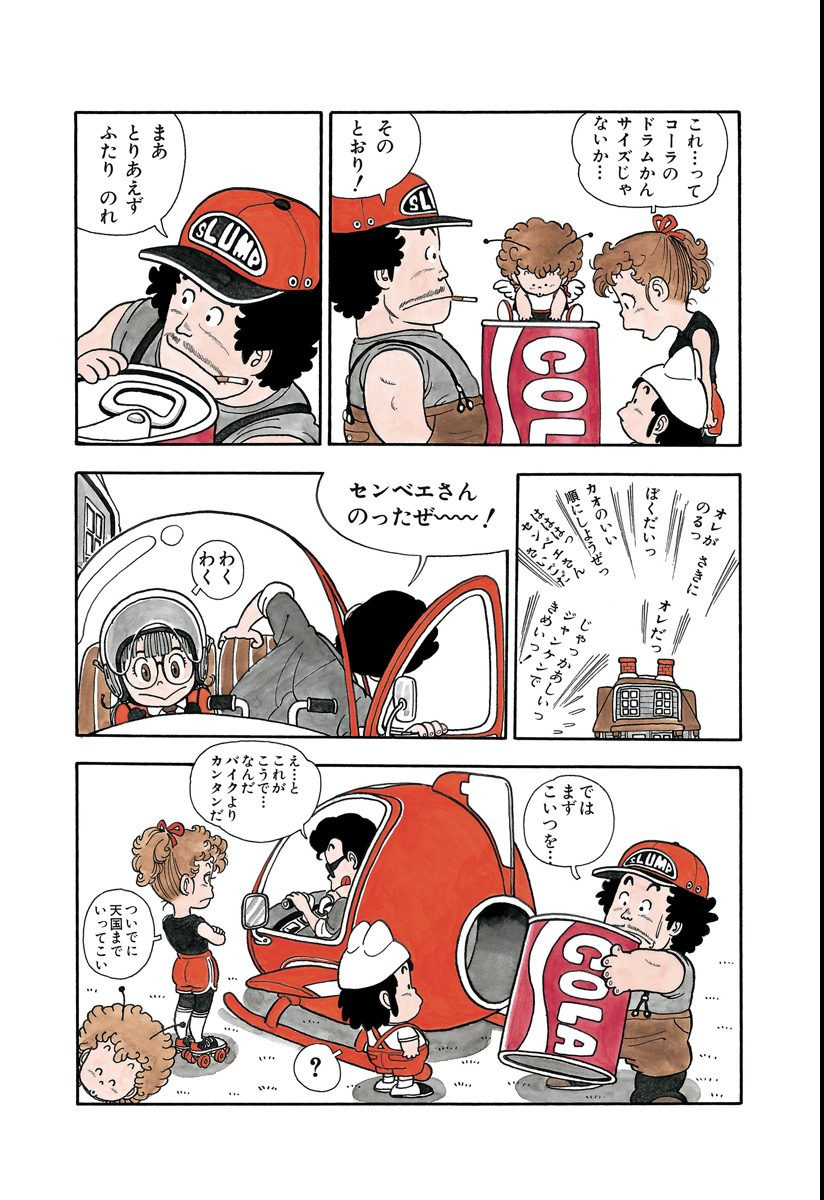 これ…って
コーラの
ドラムかん
サイズじゃ
ないか…
その
とおり！
SLUMP
COL
まあ
とりあえず
ふたり のれ
SLUMP
オレが さきに
のるっ
ぼくだいっ
カオのいい
順にしようぜっ
オレだっ
じゃっかあしいっ
ジャンケンで
きめいっ！
センベエさん
のったぜ〜〜〜！
わく
わく
では
まず
こいつを…
SLUMP
COLA
え…と
これが
こうで…
なんだ
バイクより
カンタンだ
ついでに
天国まで
いってこい
？